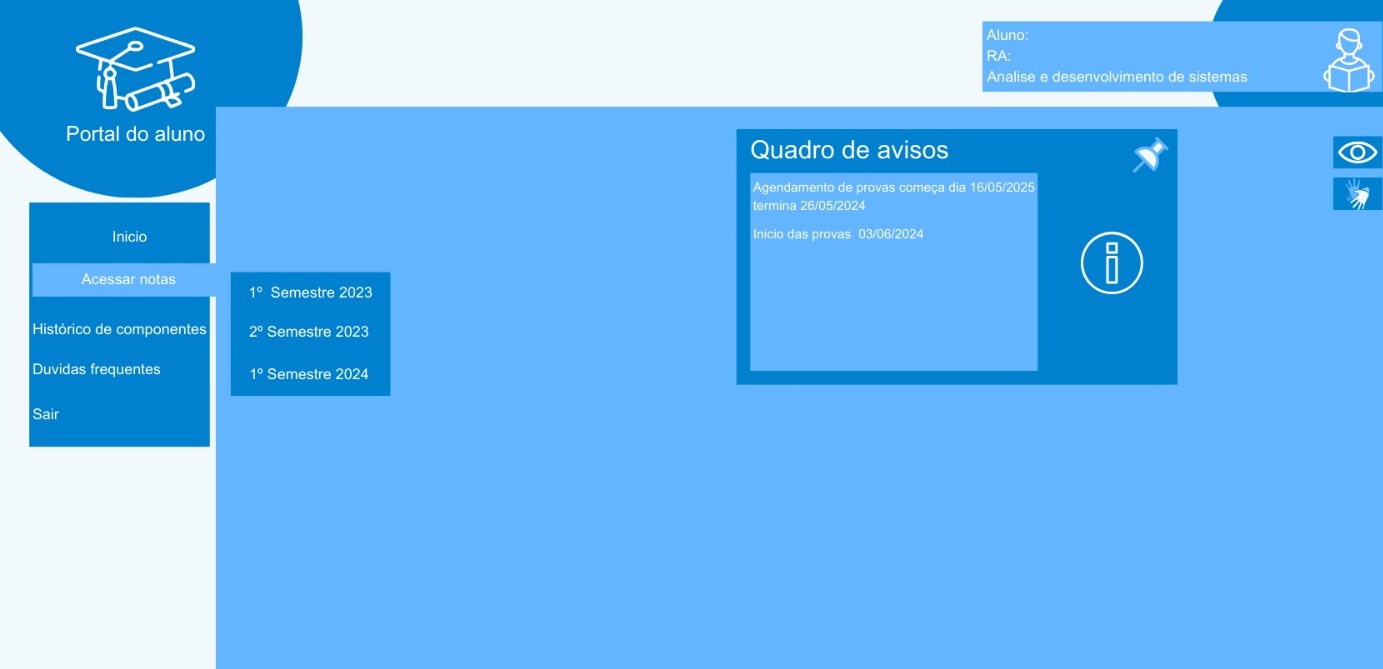 Portal do aluno
Aluno:
RA:
Analise e desenvolvimento de sistemas
Inicio
Acessar notas
Histórico de componentes
Duvidas frequentes
Sair
1º Semestre 2023
2º Semestre 2023
1º Semestre 2024
Quadro de avisos
Agendamento de provas começa dia 16/05/2025
termina 26/05/2024
Inicio das provas 03/06/2024